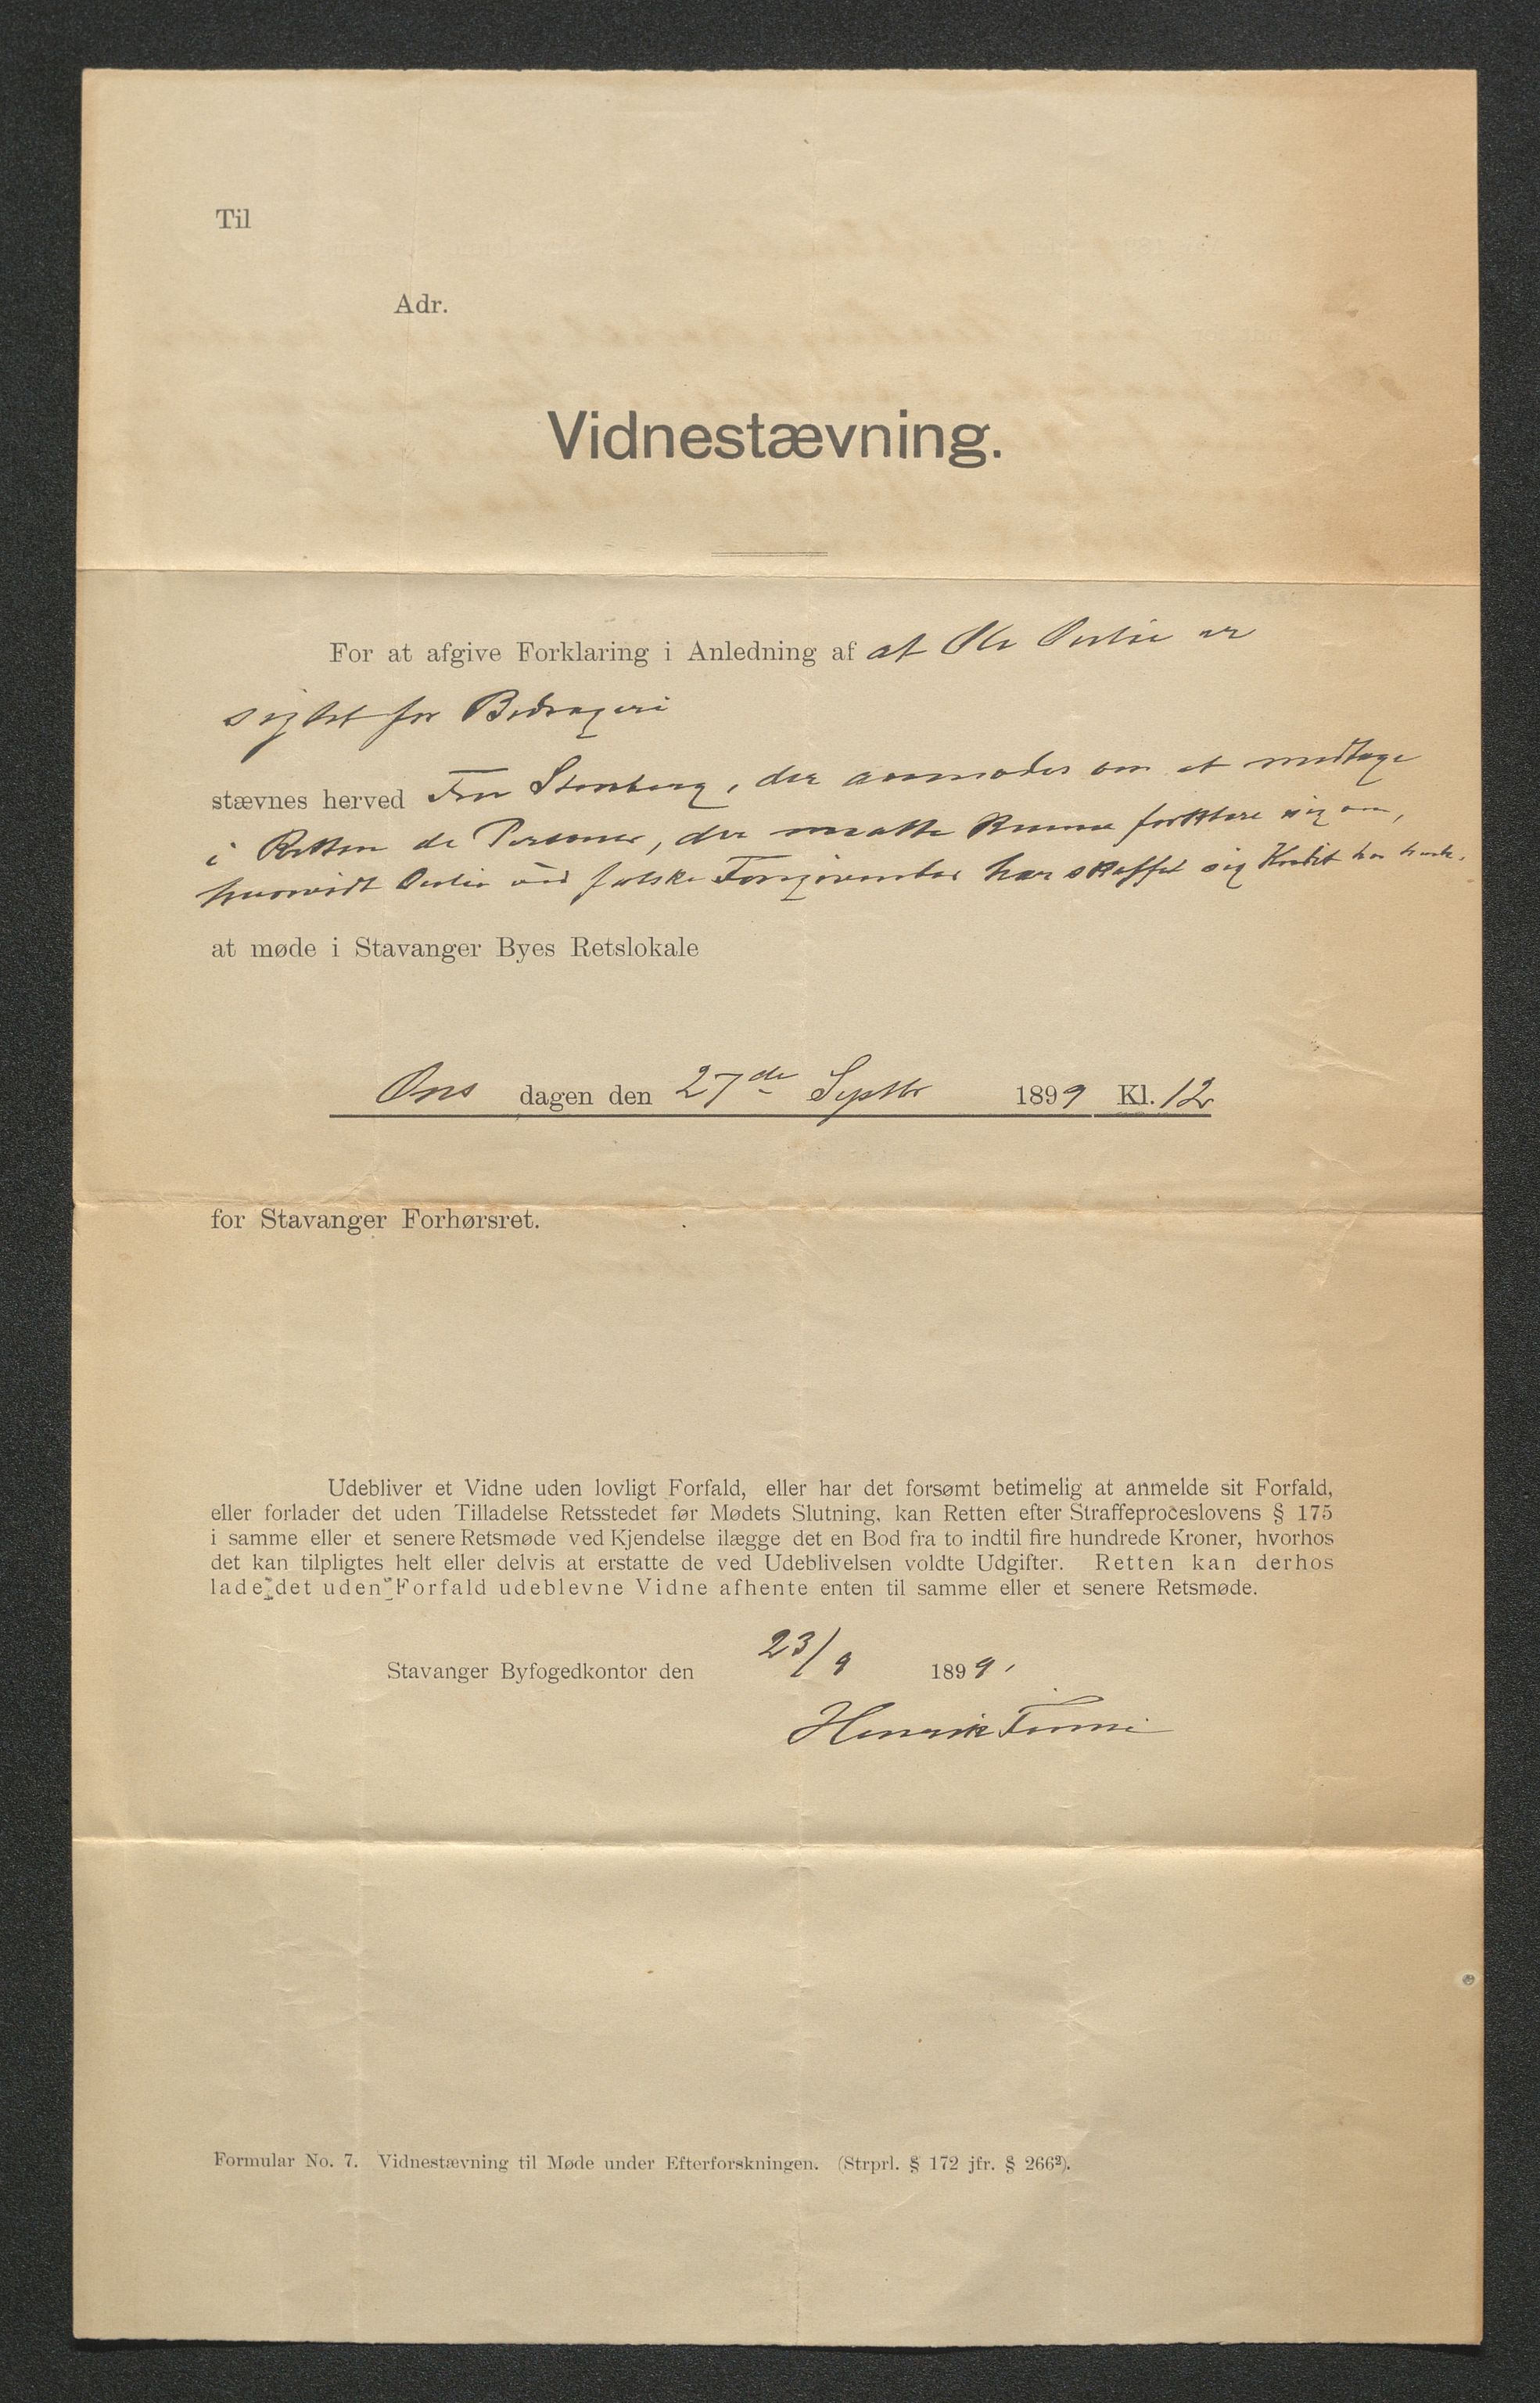 Til
Adr.
Vidnestævning.
For at afgive Forklaring i Anledning af at Ole Østlie er
sigtet for Bedrageri
stævnes herved Fru Stenberg, der anmodes om at medtage
i Retten de Personer, der maatte kunne forklare sig om,
hvorvidt Østlie ved falske Foregivender har skaffet sig Kredit hos hende.
at møde i Stavanger Byes Retslokale
Ons dagen den 27de Septbr 1899 Kl. 12
for Stavanger Forhørsret.
Udebliver et Vidne uden lovligt Forfald, eller har det forsømt betimelig at anmelde sit Forfald,
eller forlader det uden Tilladelse Retsstedet før Mødets Slutning, kan Retten efter Straffeproceslovens § 175
i samme eller et senere Retsmøde ved Kjendelse ilægge det en Bod fra to indtil fire hundrede Kroner, hvorhos
det kan tilpligtes helt eller delvis at erstatte de ved Udeblivelsen voldte Udgifter. Retten kan derhos
lade det uden Forfald udeblevne Vidne afhente enten til samme eller et senere Retsmøde.
Stavanger Byfogedkontor den 23/9 1899.
Henrik Finne
Formular No. 7. Vidnestævning til Møde under Efterforskningen. (Strprl. § 172 jfr. § 266²).